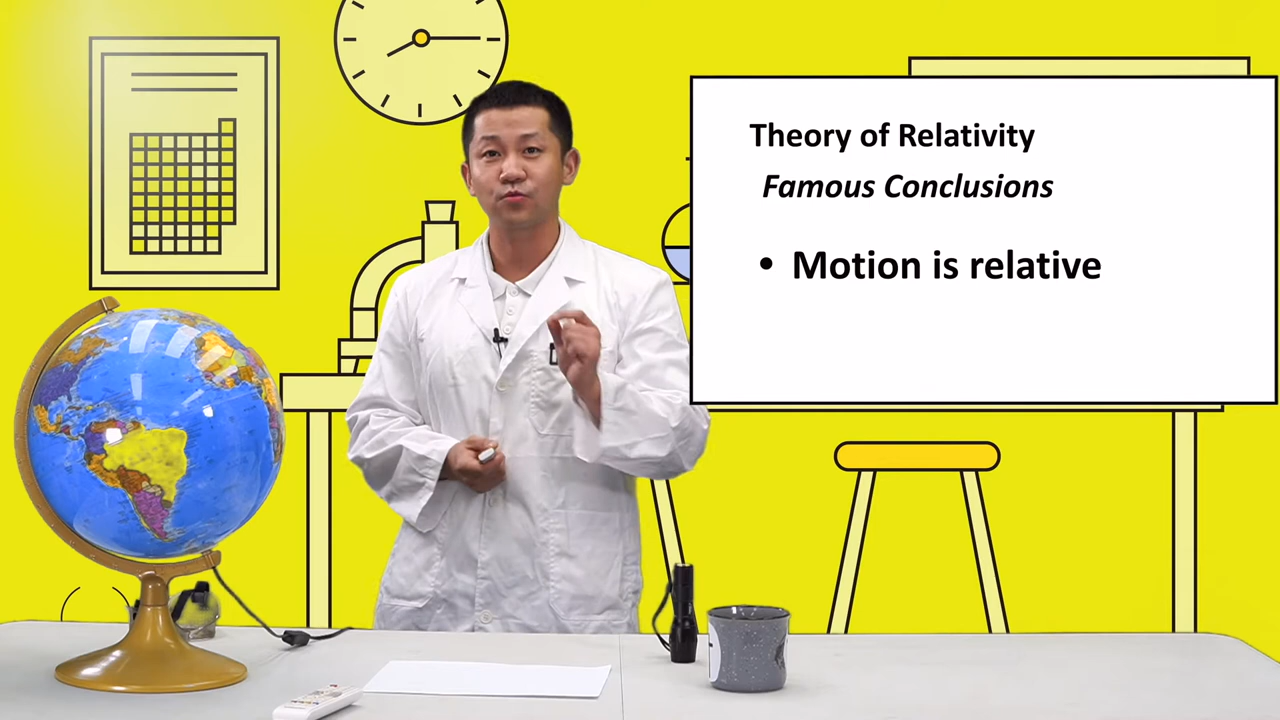 Theory of Relativity
Famous Conclusions
• Motion is relative